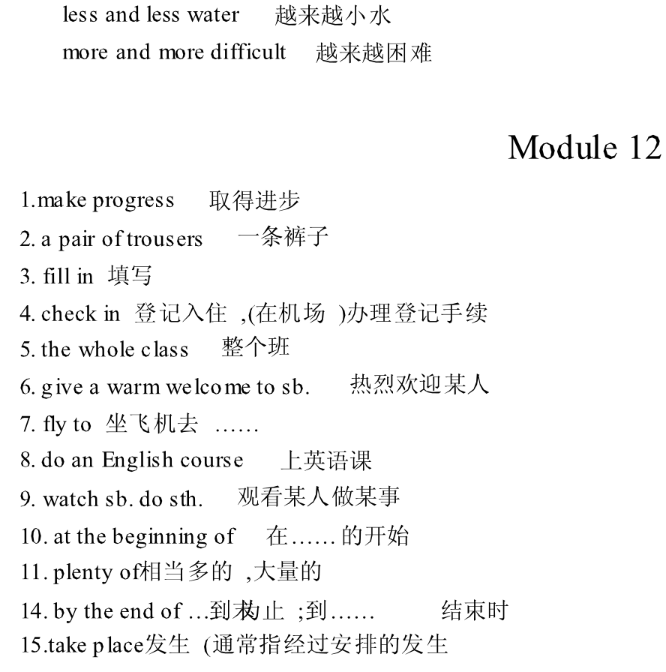 less and less water 越来越小水
more and more difficult 越来越困难
Module 12
1.make progress 取得进步
2. a pair of trousers 一条裤子
3. fill in 填写
4. check in 登记入住 ,(在机场 )办理登记手续
5. the whole class 整个班
6. give a warm welcome to sb. 热烈欢迎某人
7. fly to 坐飞机去 ……
8. do an English course 上英语课
9. watch sb. do sth. 观看某人做某事
10. at the beginning of 在…… 的开始
11. plenty of相当多的 ,大量的
14. by the end of …到末为止 ;到…… 结束时
15.take place发生 (通常指经过安排的发生